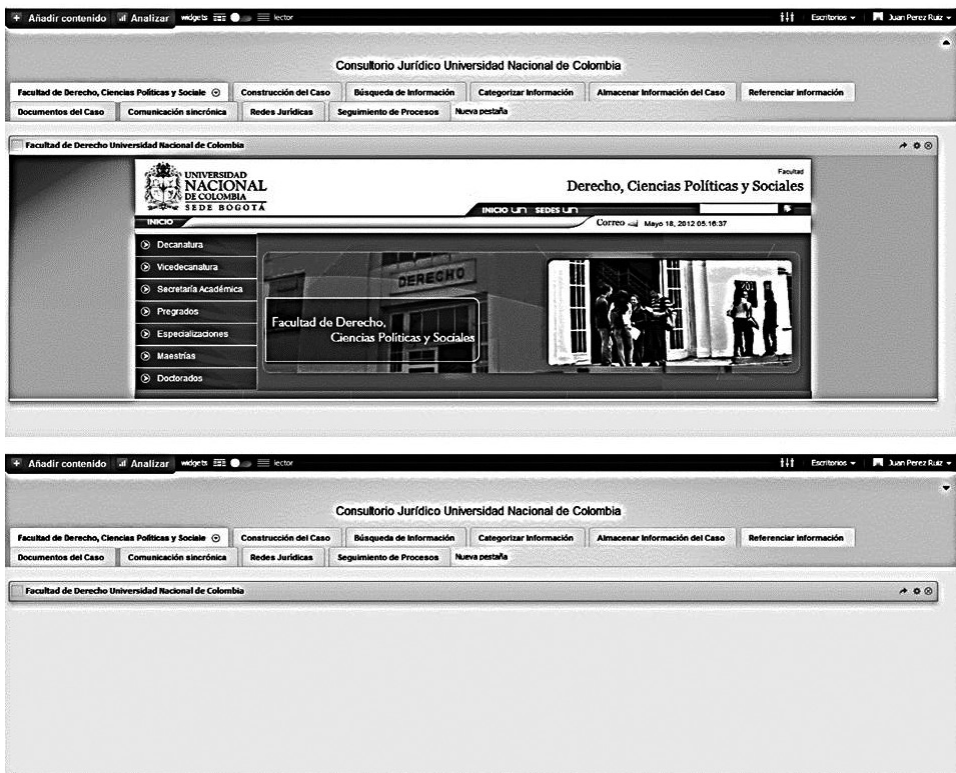 Añadir contenido Analizar widgets lector Escritorios Juan Perez Ruiz
Consultorio Jurídico Universidad Nacional de Colombia
Facultad de Derecho, Ciencias Políticas y Sociale Construcción del Caso Búsqueda de Información Categorizar Información Almacenar Información del Caso Referenciar información
Documentos del Caso Comunicación sincrónica Redes Jurídicas Seguimiento de Procesos Nueva pestaña
Facultad de Derecho Universidad Nacional de Colombia
UNIVERSIDAD
NACIONAL
DE COLOMBIA
SEDE BOGOTÁ
Facultad
Derecho, Ciencias Políticas y Sociales
INICIO UN SEDES UN
INICIO
Correo Mayo 18, 2012 05:16:37
Decanatura
Vicedecanatura
Secretaría Académica
Pregrados
Especializaciones
Maestrías
Doctorados
DERECHO
Facultad de Derecho,
Ciencias Políticas y Sociales
201
Añadir contenido Analizar widgets lector Escritorios Juan Perez Ruiz
Consultorio Jurídico Universidad Nacional de Colombia
Facultad de Derecho, Ciencias Políticas y Sociale Construcción del Caso Búsqueda de Información Categorizar Información Almacenar Información del Caso Referenciar información
Documentos del Caso Comunicación sincrónica Redes Jurídicas Seguimiento de Procesos Nueva pestaña
Facultad de Derecho Universidad Nacional de Colombia